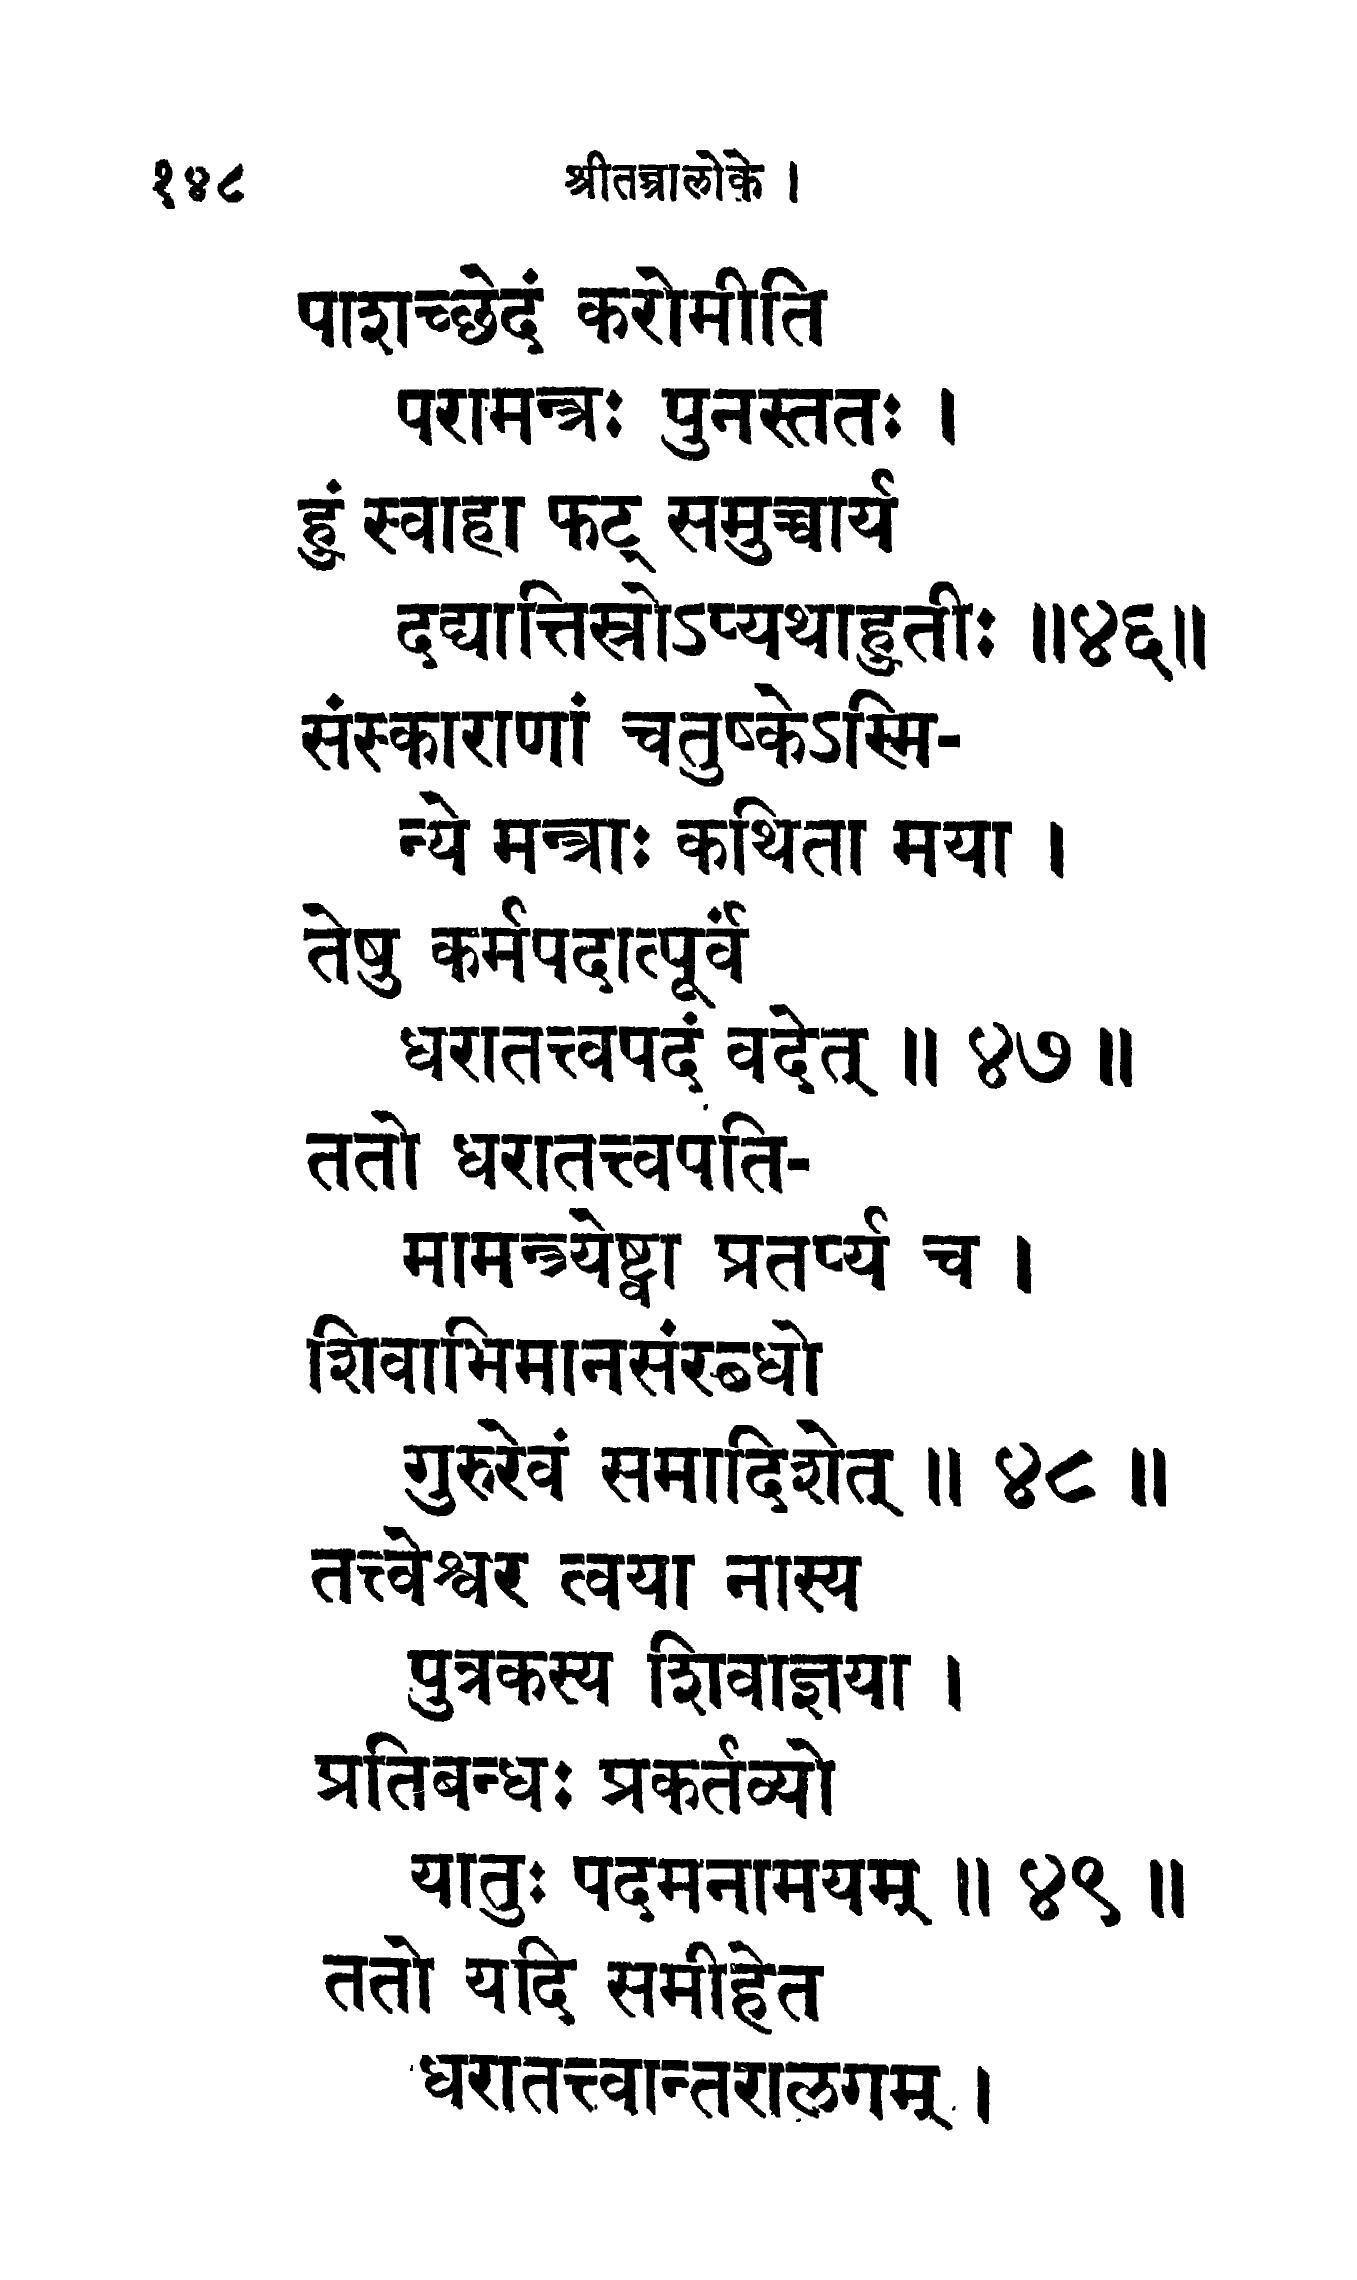 १४८ श्रीतन्त्रालोके ।
पाशच्छेदं करोमीति
परामन्त्रः पुनस्ततः ।
हुं स्वाहा फट् समुच्चार्य
दद्यात्तिस्रोऽप्यथाहुतीः ॥४६॥
संस्काराणां चतुष्केऽस्मि-
न्ये मन्त्राः कथिता मया ।
तेषु कर्मपदात्पूर्वं
धरातत्त्वपदं वदेत् ॥ ४७ ॥
ततो धरातत्त्वपति-
मामन्त्र्येष्ट्वा प्रतर्प्य च ।
शिवाभिमानसंरब्धो
गुरुरेवं समादिशेत् ॥ ४८ ॥
तत्त्वेश्वर त्वया नास्य
पुत्रकस्य शिवाज्ञया ।
प्रतिबन्धः प्रकर्तव्यो
यातुः पदमनामयम् ॥ ४९ ॥
ततो यदि समीहेत
धरातत्त्वान्तरालगम् ।